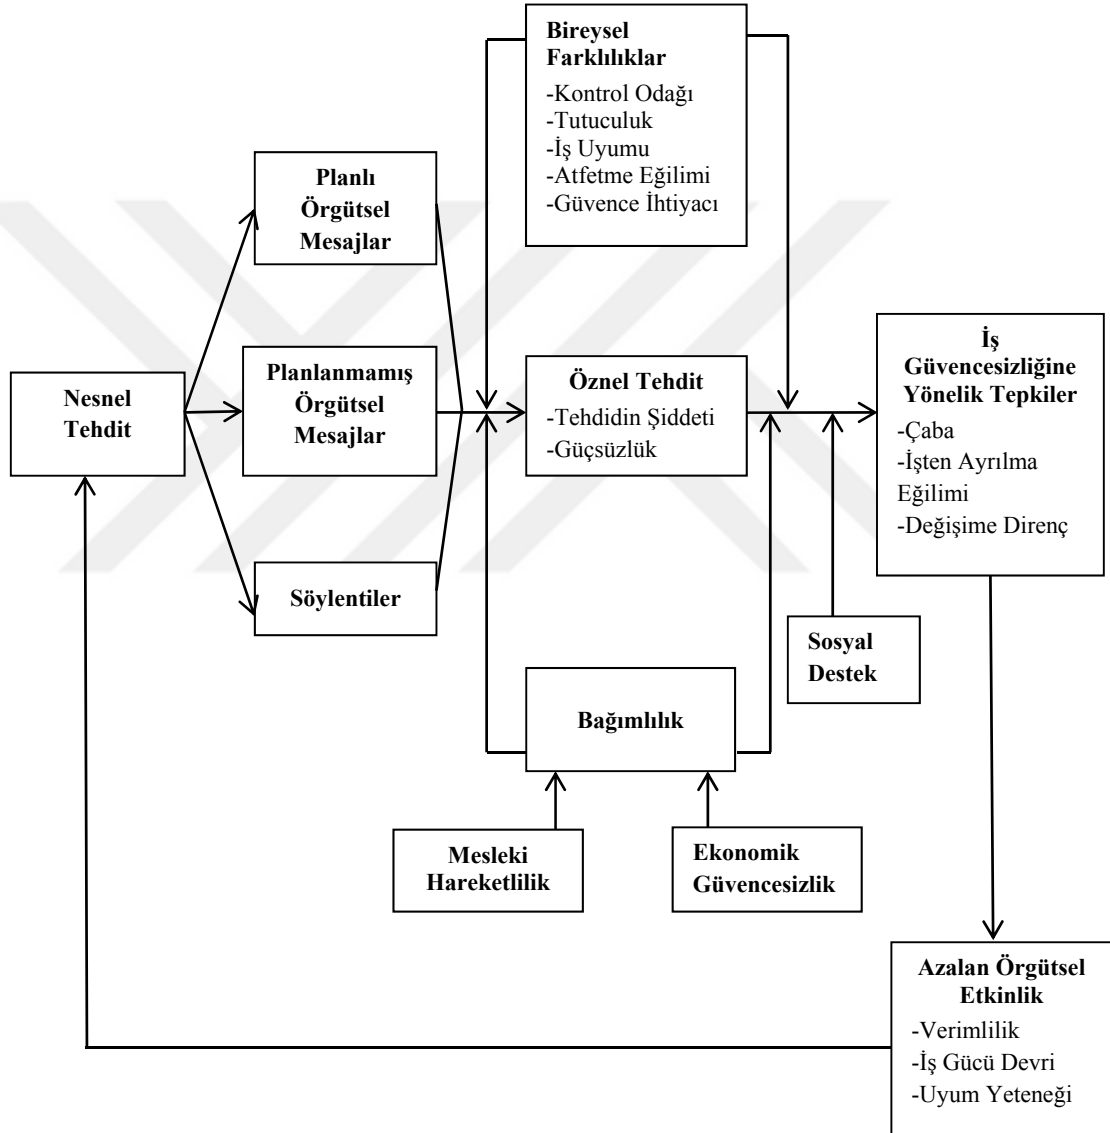 Bireysel
Farklılıklar
-Kontrol Odağı
-Tutuculuk
-İş Uyumu
-Atfetme Eğilimi
-Güvence İhtiyacı
Planlı
Örgütsel
Mesajlar
Nesnel
Tehdit
Planlanmamış
Örgütsel
Mesajlar
Söylentiler
Öznel Tehdit
-Tehdidin Şiddeti
-Güçsüzlük
İş
Güvencesizliğine
Yönelik Tepkiler
-Çaba
-İşten Ayrılma
Eğilimi
-Değişime Direnç
Sosyal
Destek
Bağımlılık
Mesleki
Hareketlilik
Ekonomik
Güvencesizlik
Azalan Örgütsel
Etkinlik
-Verimlilik
-İş Gücü Devri
-Uyum Yeteneği